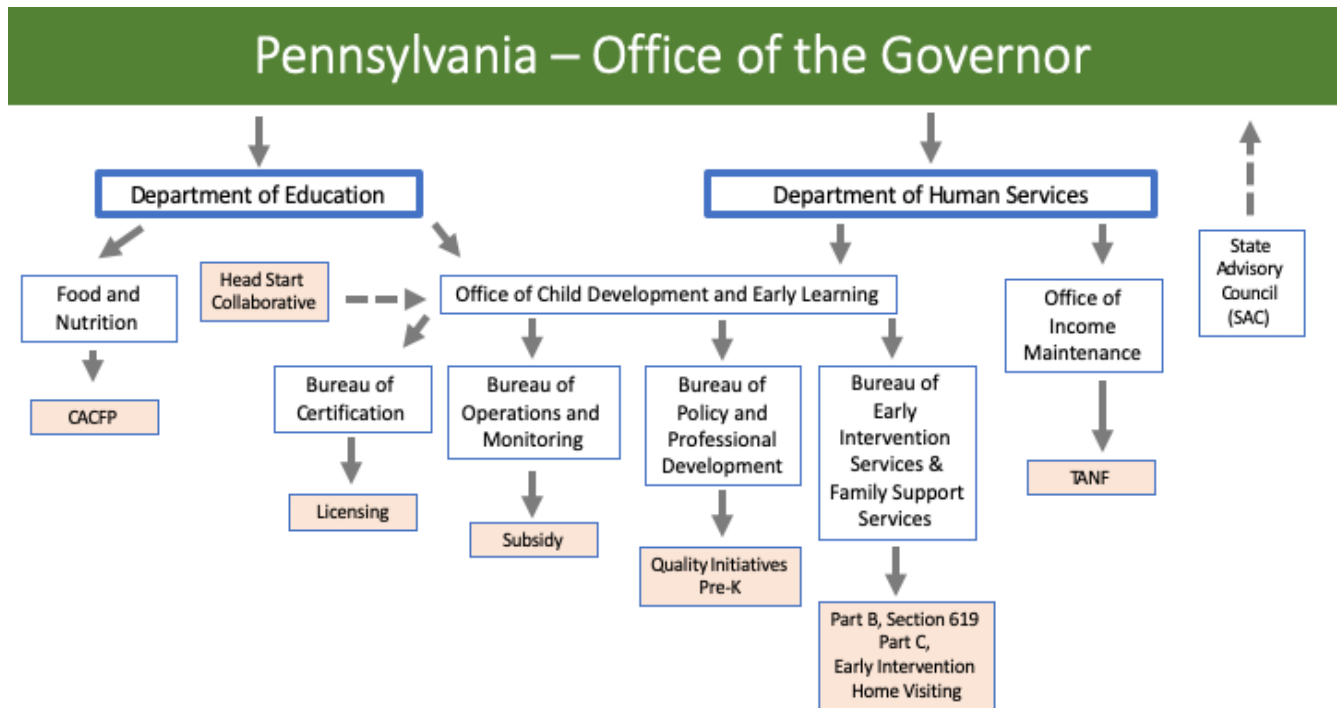 Pennsylvania – Office of the Governor
Department of Education
Department of Human Services
Food and
Nutrition
Head Start
Collaborative
Office of Child Development and Early Learning
Office of
Income
Maintenance
State
Advisory
Council
(SAC)
CACFP
Bureau of
Certification
Bureau of
Operations and
Monitoring
Bureau of
Policy and
Professional
Development
Bureau of
Early
Intervention
Services &
Family Support
Services
TANF
Licensing
Subsidy
Quality Initiatives
Pre-K
Part B, Section 619
Part C,
Early Intervention
Home Visiting